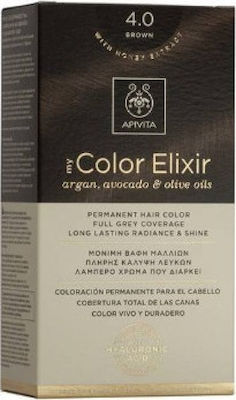 4.0
BROWN
WITH HONEY EXTRACT
APIVITA
my Color Elixir
argan, avocado & olive oils
PERMANENT HAIR COLOR
FULL GREY COVERAGE
LONG LASTING RADIANCE & SHINE
ΜΟΝΙΜΗ ΒΑΦΗ ΜΑΛΛΙΩΝ
ΠΛΗΡΗΣ ΚΑΛΥΨΗ ΛΕΥΚΩΝ
ΛΑΜΠΕΡΟ ΧΡΩΜΑ ΠΟΥ ΔΙΑΡΚΕΙ
COLORACIÓN PERMANENTE PARA EL CABELLO
COBERTURA TOTAL DE LAS CANAS
COLOR VIVO Y DURADERO
HYALURONIC
ACID